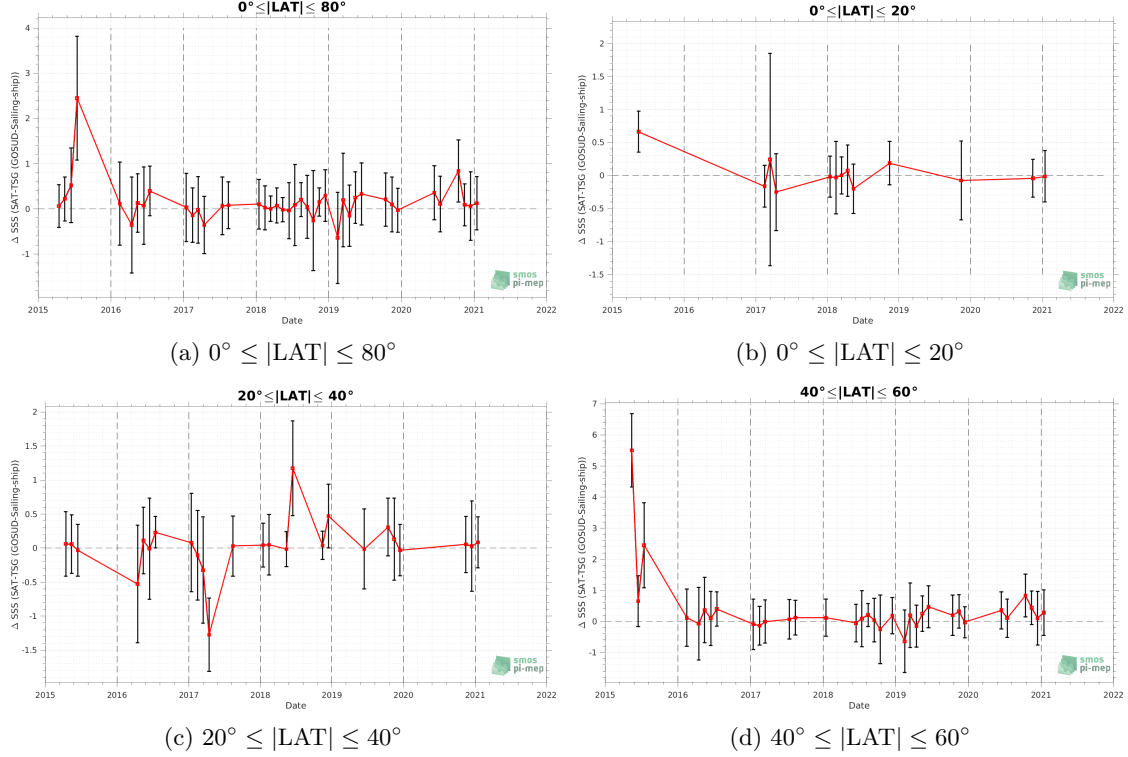 0°≤|LAT|≤ 80°
Δ SSS (SAT-TSG (GOSUD-Sailing-ship))
4
3
2
1
0
-1
2015 2016 2017 2018 2019 2020 2021 2022
Date
smos
pi-mep
(a) 0° ≤ |LAT| ≤ 80°
0°≤|LAT|≤ 20°
Δ SSS (SAT-TSG (GOSUD-Sailing-ship))
2
1.5
1
0.5
0
-0.5
-1
-1.5
2015 2016 2017 2018 2019 2020 2021 2022
Date
smos
pi-mep
(b) 0° ≤ |LAT| ≤ 20°
20°≤|LAT|≤ 40°
Δ SSS (SAT-TSG (GOSUD-Sailing-ship))
2
1.5
1
0.5
0
-0.5
-1
-1.5
2015 2016 2017 2018 2019 2020 2021 2022
Date
smos
pi-mep
(c) 20° ≤ |LAT| ≤ 40°
40°≤|LAT|≤ 60°
Δ SSS (SAT-TSG (GOSUD-Sailing-ship))
7
6
5
4
3
2
1
0
-1
2015 2016 2017 2018 2019 2020 2021 2022
Date
smos
pi-mep
(d) 40° ≤ |LAT| ≤ 60°